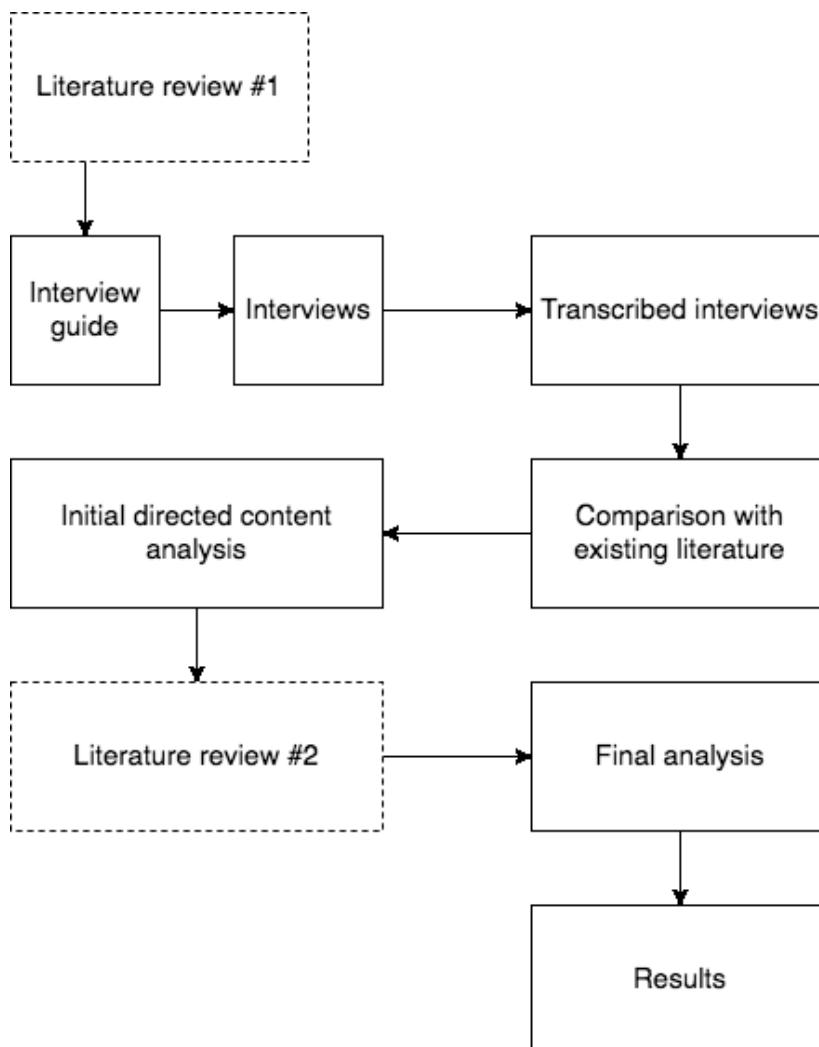 Literature review #1
Interview
guide
Interviews
Transcribed interviews
Initial directed content
analysis
Comparison with
existing literature
Literature review #2
Final analysis
Results